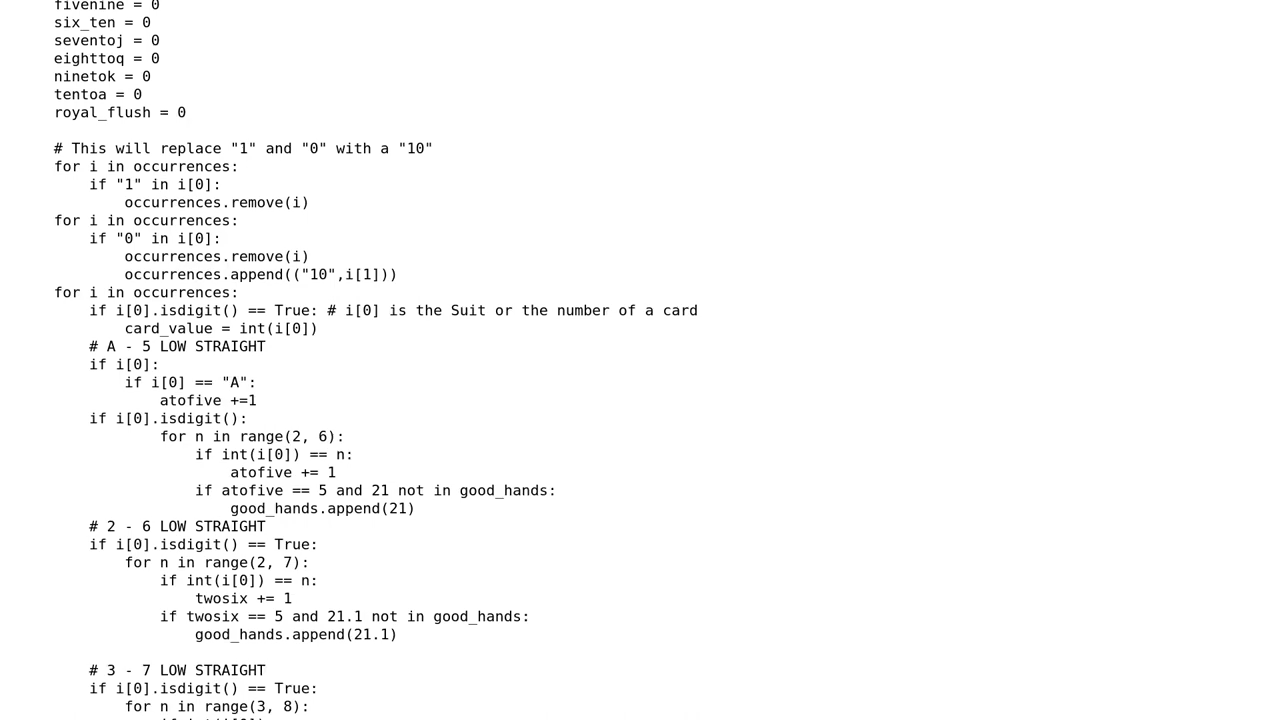 fivenine = 0
six_ten = 0
seventoj = 0
eighttoq = 0
ninetok = 0
tentoa = 0
royal_flush = 0

# This will replace "1" and "0" with a "10"
for i in occurrences:
    if "1" in i[0]:
        occurrences.remove(i)
for i in occurrences:
    if "0" in i[0]:
        occurrences.remove(i)
        occurrences.append(("10",i[1]))
for i in occurrences:
    if i[0].isdigit() == True: # i[0] is the Suit or the number of a card
        card_value = int(i[0])
    # A - 5 LOW STRAIGHT
    if i[0]:
        if i[0] == "A":
            atofive +=1
    if i[0].isdigit():
            for n in range(2, 6):
                if int(i[0]) == n:
                    atofive += 1
                if atofive == 5 and 21 not in good_hands:
                    good_hands.append(21)
    # 2 - 6 LOW STRAIGHT
    if i[0].isdigit() == True:
        for n in range(2, 7):
            if int(i[0]) == n:
                twosix += 1
            if twosix == 5 and 21.1 not in good_hands:
                good_hands.append(21.1)

    # 3 - 7 LOW STRAIGHT
    if i[0].isdigit() == True:
        for n in range(3, 8):